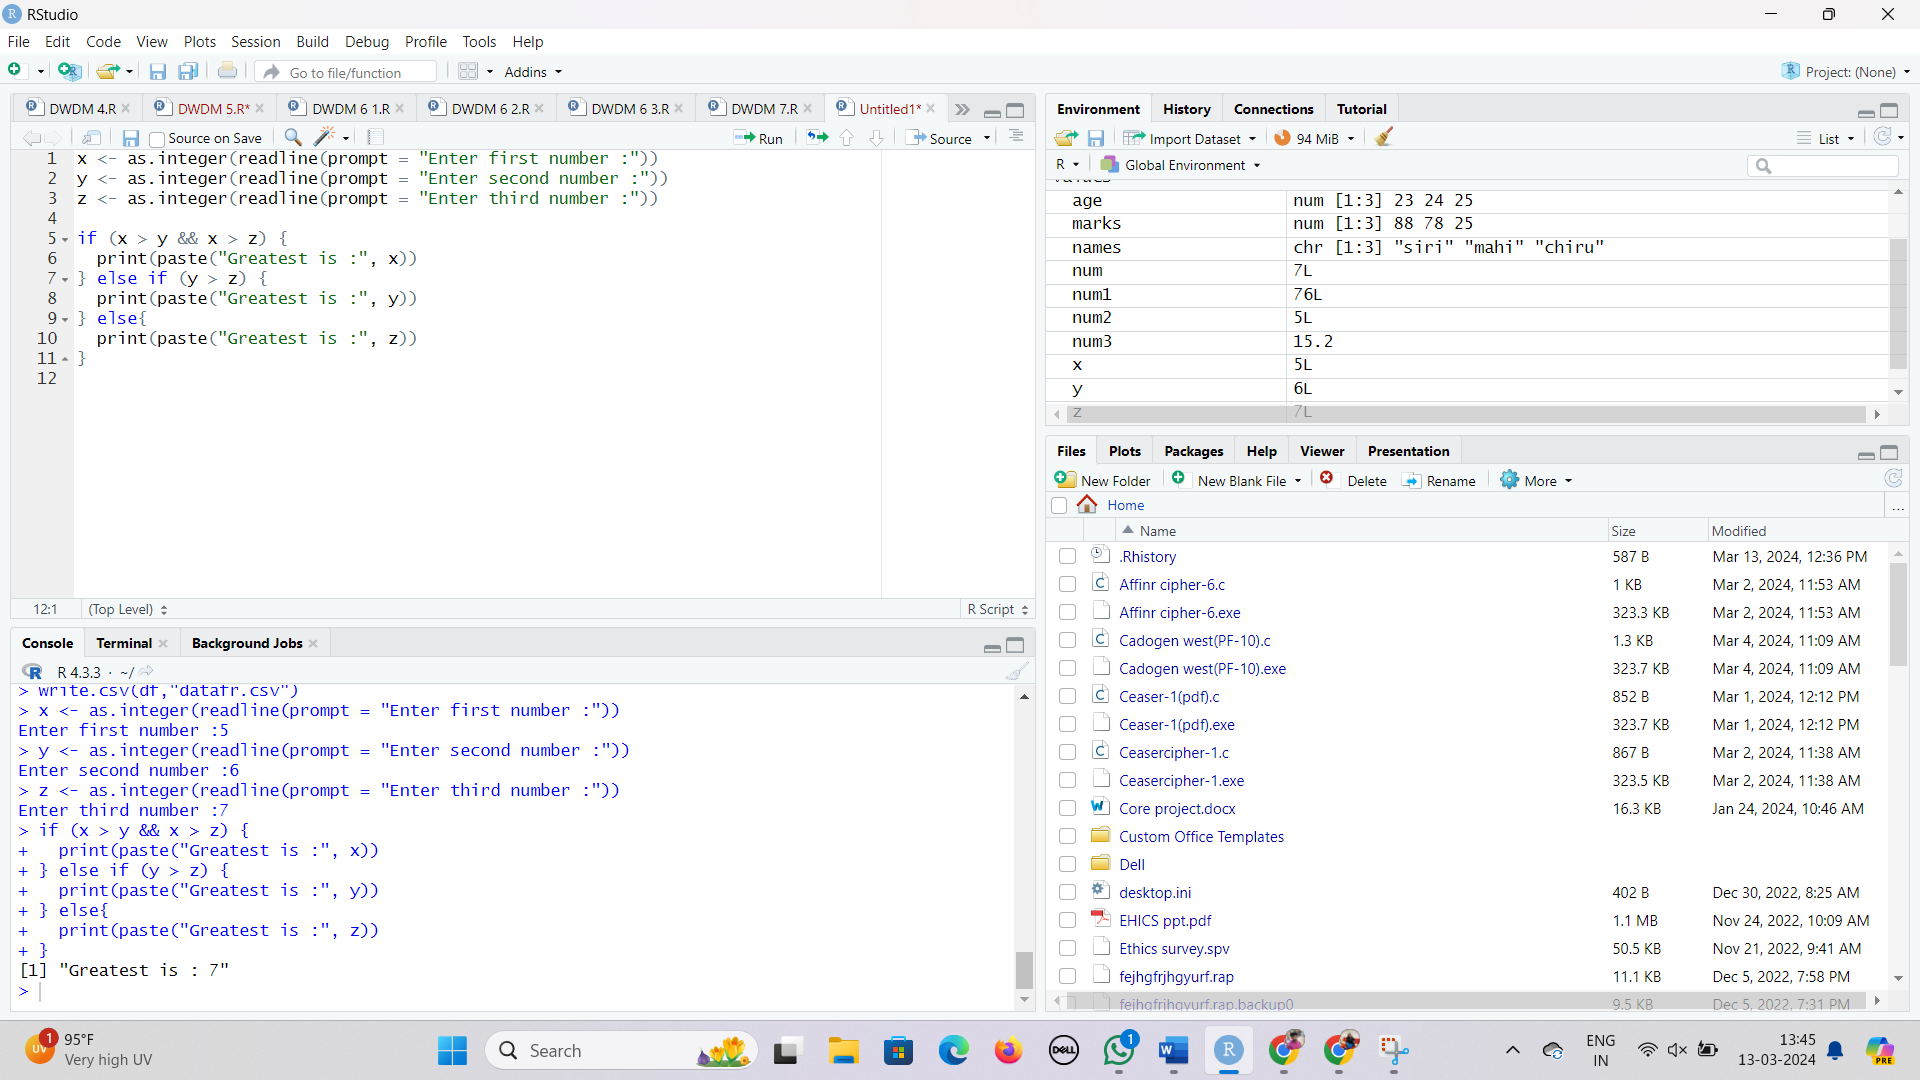 RStudio
File Edit Code View Plots Session Build Debug Profile Tools Help
Go to file/function Addins Project: (None)
DWDM 4.R DWDM 5.R* DWDM 6 1.R DWDM 6 2.R DWDM 6 3.R DWDM 7.R Untitled1*
Source on Save Run Source
1 x <- as.integer(readline(prompt = "Enter first number :"))
2 y <- as.integer(readline(prompt = "Enter second number :"))
3 z <- as.integer(readline(prompt = "Enter third number :"))
4
5 if (x > y && x > z) {
6 print(paste("Greatest is :", x))
7 } else if (y > z) {
8 print(paste("Greatest is :", y))
9 } else{
10 print(paste("Greatest is :", z))
11 }
12
12:1 (Top Level) R Script
Console Terminal Background Jobs
R 4.3.3 · ~/
> write.csv(df,"datafr.csv")
> x <- as.integer(readline(prompt = "Enter first number :"))
Enter first number :5
> y <- as.integer(readline(prompt = "Enter second number :"))
Enter second number :6
> z <- as.integer(readline(prompt = "Enter third number :"))
Enter third number :7
> if (x > y && x > z) {
+ print(paste("Greatest is :", x))
+ } else if (y > z) {
+ print(paste("Greatest is :", y))
+ } else{
+ print(paste("Greatest is :", z))
+ }
[1] "Greatest is : 7"
>
Environment History Connections Tutorial
Import Dataset 94 MiB List
R Global Environment
values
age num [1:3] 23 24 25
marks num [1:3] 88 78 25
names chr [1:3] "siri" "mahi" "chiru"
num 7L
num1 76L
num2 5L
num3 15.2
x 5L
y 6L
z 7L
Files Plots Packages Help Viewer Presentation
New Folder New Blank File Delete Rename More
Home ...
Name Size Modified
.Rhistory 587 B Mar 13, 2024, 12:36 PM
Affinr cipher-6.c 1 KB Mar 2, 2024, 11:53 AM
Affinr cipher-6.exe 323.3 KB Mar 2, 2024, 11:53 AM
Cadogen west(PF-10).c 1.3 KB Mar 4, 2024, 11:09 AM
Cadogen west(PF-10).exe 323.7 KB Mar 4, 2024, 11:09 AM
Ceaser-1(pdf).c 852 B Mar 1, 2024, 12:12 PM
Ceaser-1(pdf).exe 323.7 KB Mar 1, 2024, 12:12 PM
Ceasercipher-1.c 867 B Mar 2, 2024, 11:38 AM
Ceasercipher-1.exe 323.5 KB Mar 2, 2024, 11:38 AM
Core project.docx 16.3 KB Jan 24, 2024, 10:46 AM
Custom Office Templates
Dell
desktop.ini 402 B Dec 30, 2022, 8:25 AM
EHICS ppt.pdf 1.1 MB Nov 24, 2022, 10:09 AM
Ethics survey.spv 50.5 KB Nov 21, 2022, 9:41 AM
fejhgfrjhgyurf.rap 11.1 KB Dec 5, 2022, 7:58 PM
fejhgfrjhgyurf.rap.backup0 9.5 KB Dec 5, 2022, 7:31 PM
UV 1 95°F
Very high UV
Search
DELL
1
ENG
IN
13:45
13-03-2024
PRE